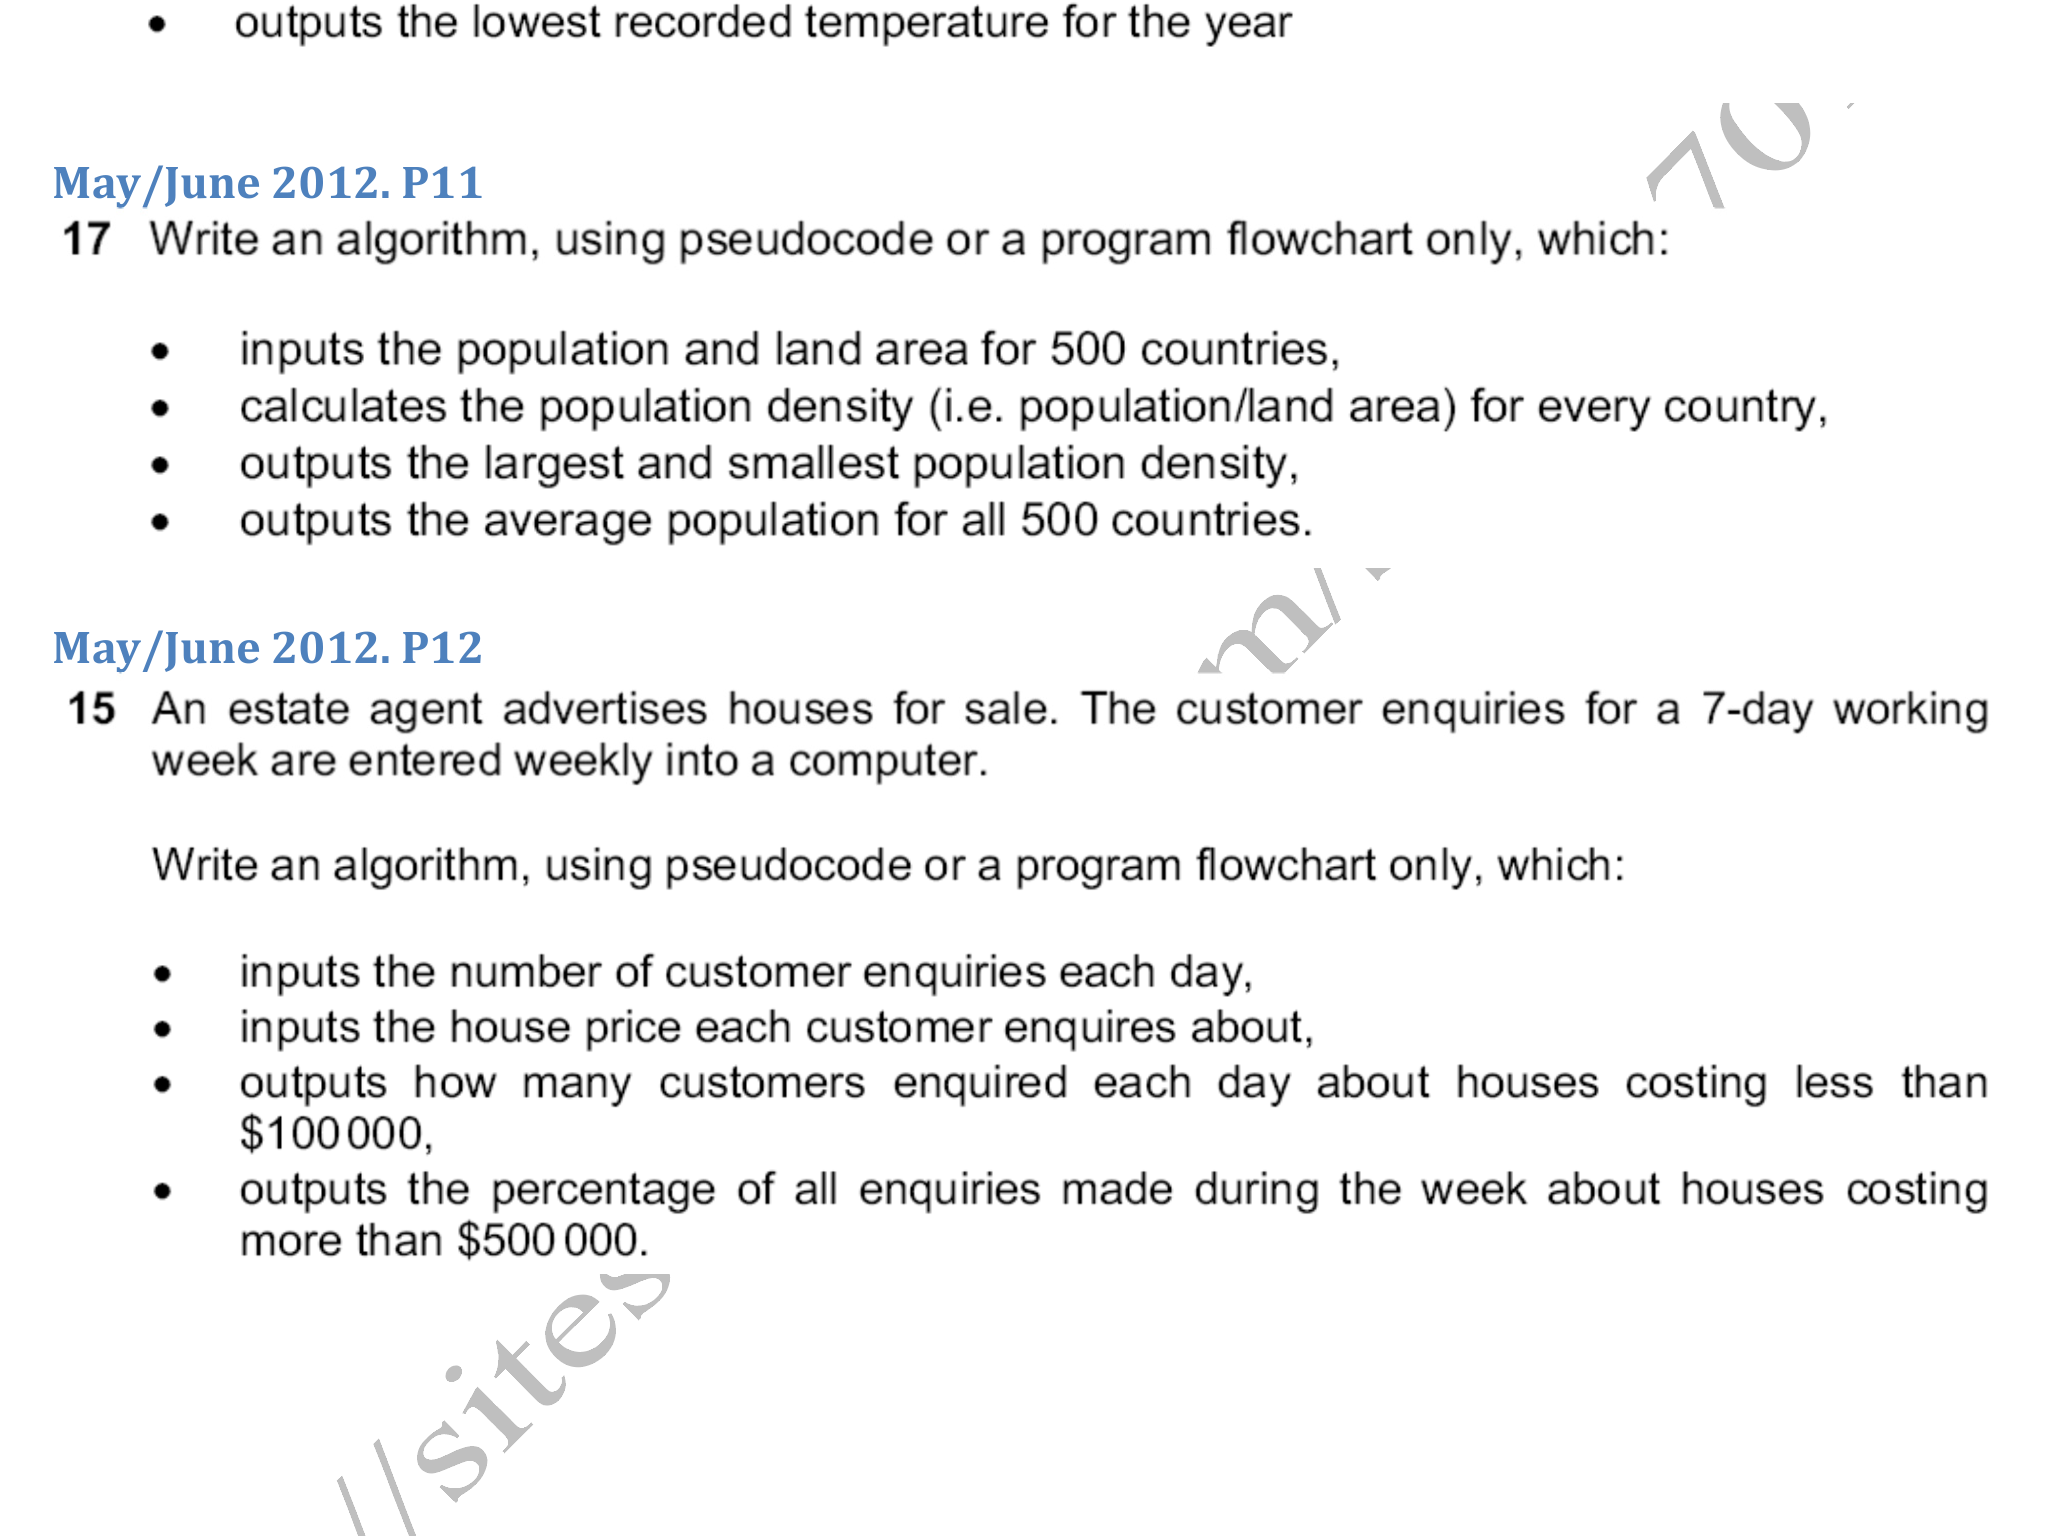 • outputs the lowest recorded temperature for the year
70
May/June 2012. P11
17 Write an algorithm, using pseudocode or a program flowchart only, which:
• inputs the population and land area for 500 countries,
• calculates the population density (i.e. population/land area) for every country,
• outputs the largest and smallest population density,
• outputs the average population for all 500 countries.
m/
May/June 2012. P12
15 An estate agent advertises houses for sale. The customer enquiries for a 7-day working
week are entered weekly into a computer.
Write an algorithm, using pseudocode or a program flowchart only, which:
• inputs the number of customer enquiries each day,
• inputs the house price each customer enquires about,
• outputs how many customers enquired each day about houses costing less than
$100 000,
• outputs the percentage of all enquiries made during the week about houses costing
more than $500 000.
//sites